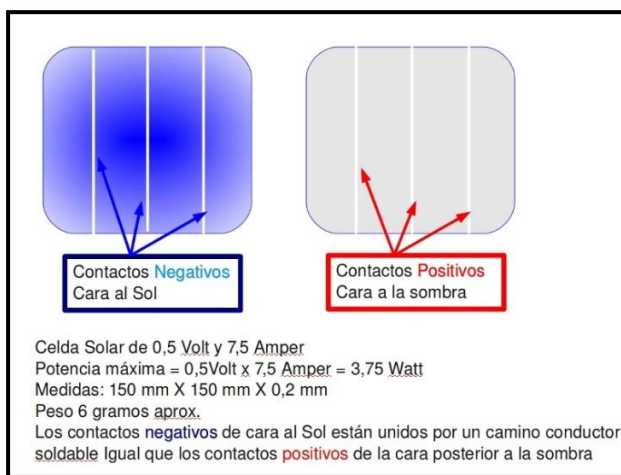 Contactos Negativos
Cara al Sol
Contactos Positivos
Cara a la sombra
Celda Solar de 0,5 Volt y 7,5 Amper
Potencia máxima = 0,5Volt x 7,5 Amper = 3,75 Watt
Medidas: 150 mm X 150 mm X 0,2 mm
Peso 6 gramos aprox.
Los contactos negativos de cara al Sol están unidos por un camino conductor
soldable Igual que los contactos positivos de la cara posterior a la sombra